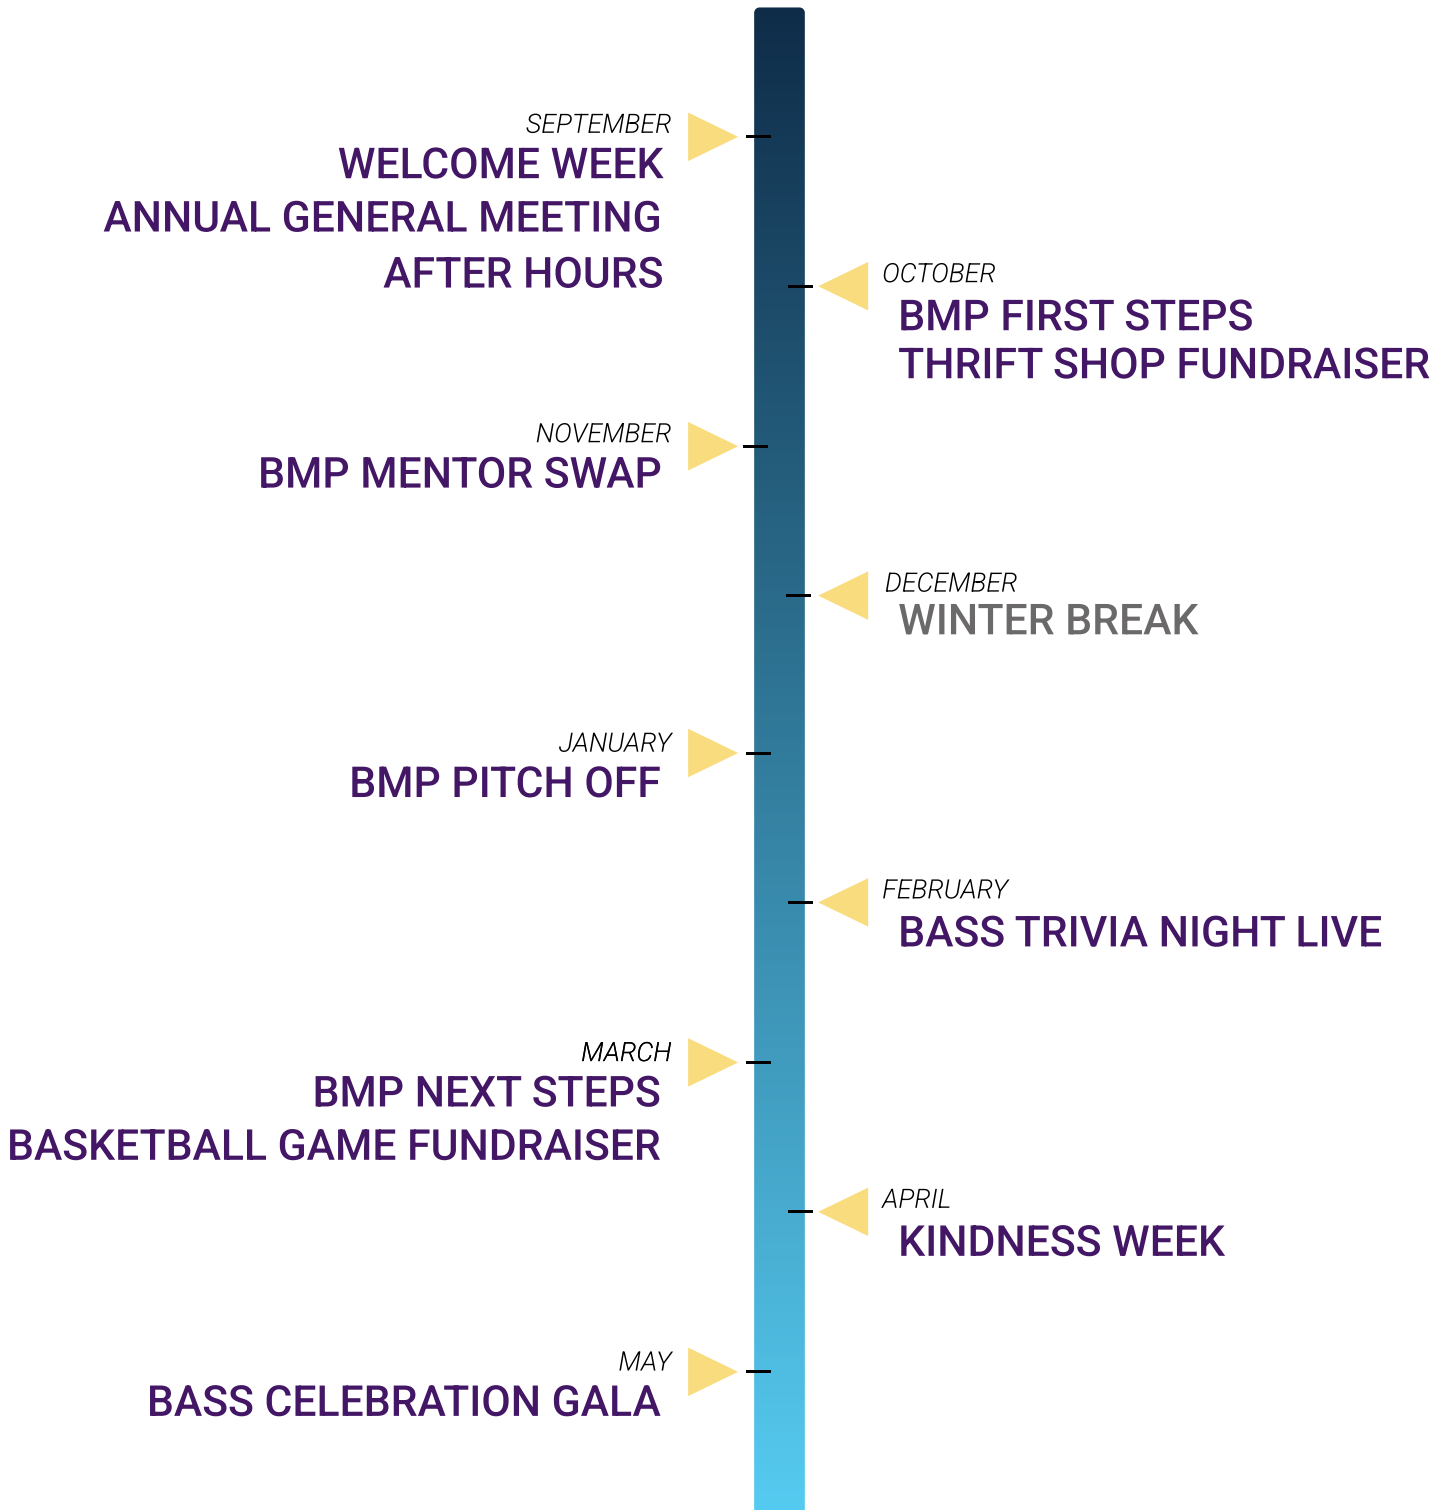 SEPTEMBER
WELCOME WEEK
ANNUAL GENERAL MEETING
AFTER HOURS
OCTOBER
BMP FIRST STEPS
THRIFT SHOP FUNDRAISER
NOVEMBER
BMP MENTOR SWAP
DECEMBER
WINTER BREAK
JANUARY
BMP PITCH OFF
FEBRUARY
BASS TRIVIA NIGHT LIVE
MARCH
BMP NEXT STEPS
BASKETBALL GAME FUNDRAISER
APRIL
KINDNESS WEEK
MAY
BASS CELEBRATION GALA